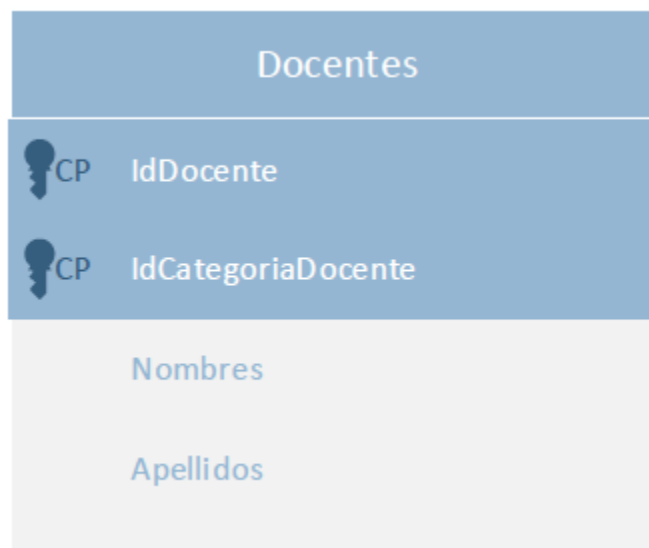 Docentes
CP IdDocente
CP IdCategoriaDocente
Nombres
Apellidos